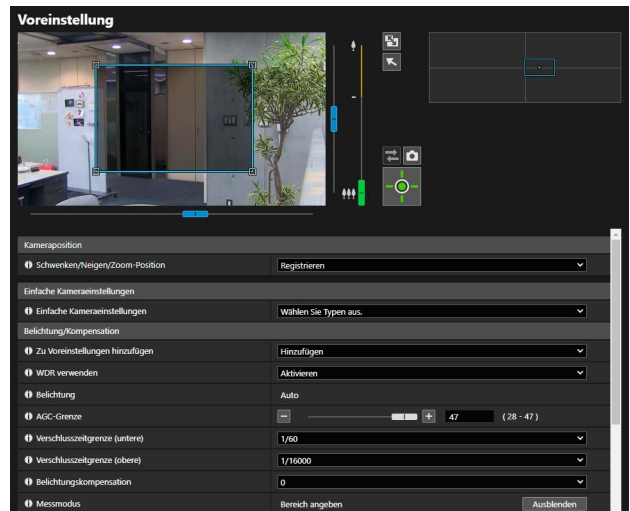 Voreinstellung
Kameraposition
Schwenken/Neigen/Zoom-Position Registrieren
Einfache Kameraeinstellungen
Einfache Kameraeinstellungen Wählen Sie Typen aus.
Belichtung/Kompensation
Zu Voreinstellungen hinzufügen Hinzufügen
WDR verwenden Aktivieren
Belichtung Auto
AGC-Grenze 47 ( 28 - 47 )
Verschlusszeitgrenze (untere) 1/60
Verschlusszeitgrenze (obere) 1/16000
Belichtungskompensation 0
Messmodus Bereich angeben Ausblenden